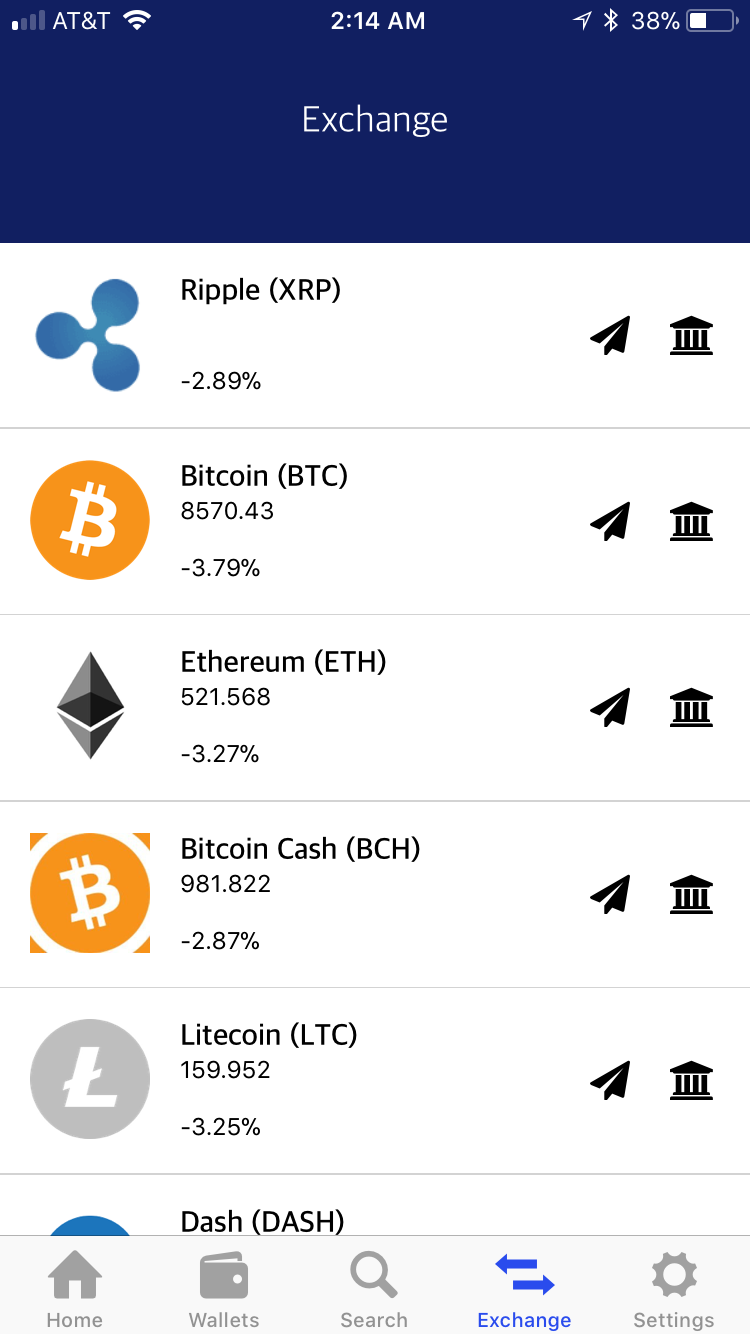 AT&T 2:14 AM 38%
Exchange
Ripple (XRP)
-2.89%
Bitcoin (BTC)
8570.43
-3.79%
Ethereum (ETH)
521.568
-3.27%
Bitcoin Cash (BCH)
981.822
-2.87%
Litecoin (LTC)
159.952
-3.25%
Dash (DASH)
Home Wallets Search Exchange Settings